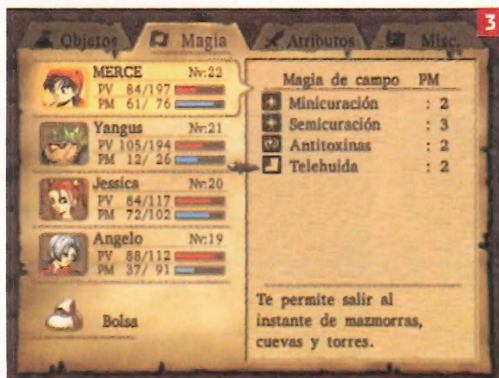 3
Objetos Magia Atributos Misc.
MERCE Nv:22
PV 84/197
PM 61/ 76
Yangus Nv:21
PV 105/194
PM 12/ 26
Jessica Nv:20
PV 84/117
PM 72/102
Angelo Nv:19
PV 88/112
PM 37/ 91
Bolsa
Magia de campo PM
Minicuración : 2
Semicuración : 3
Antitoxinas : 2
Telehuida : 2
Te permite salir al
instante de mazmorras,
cuevas y torres.